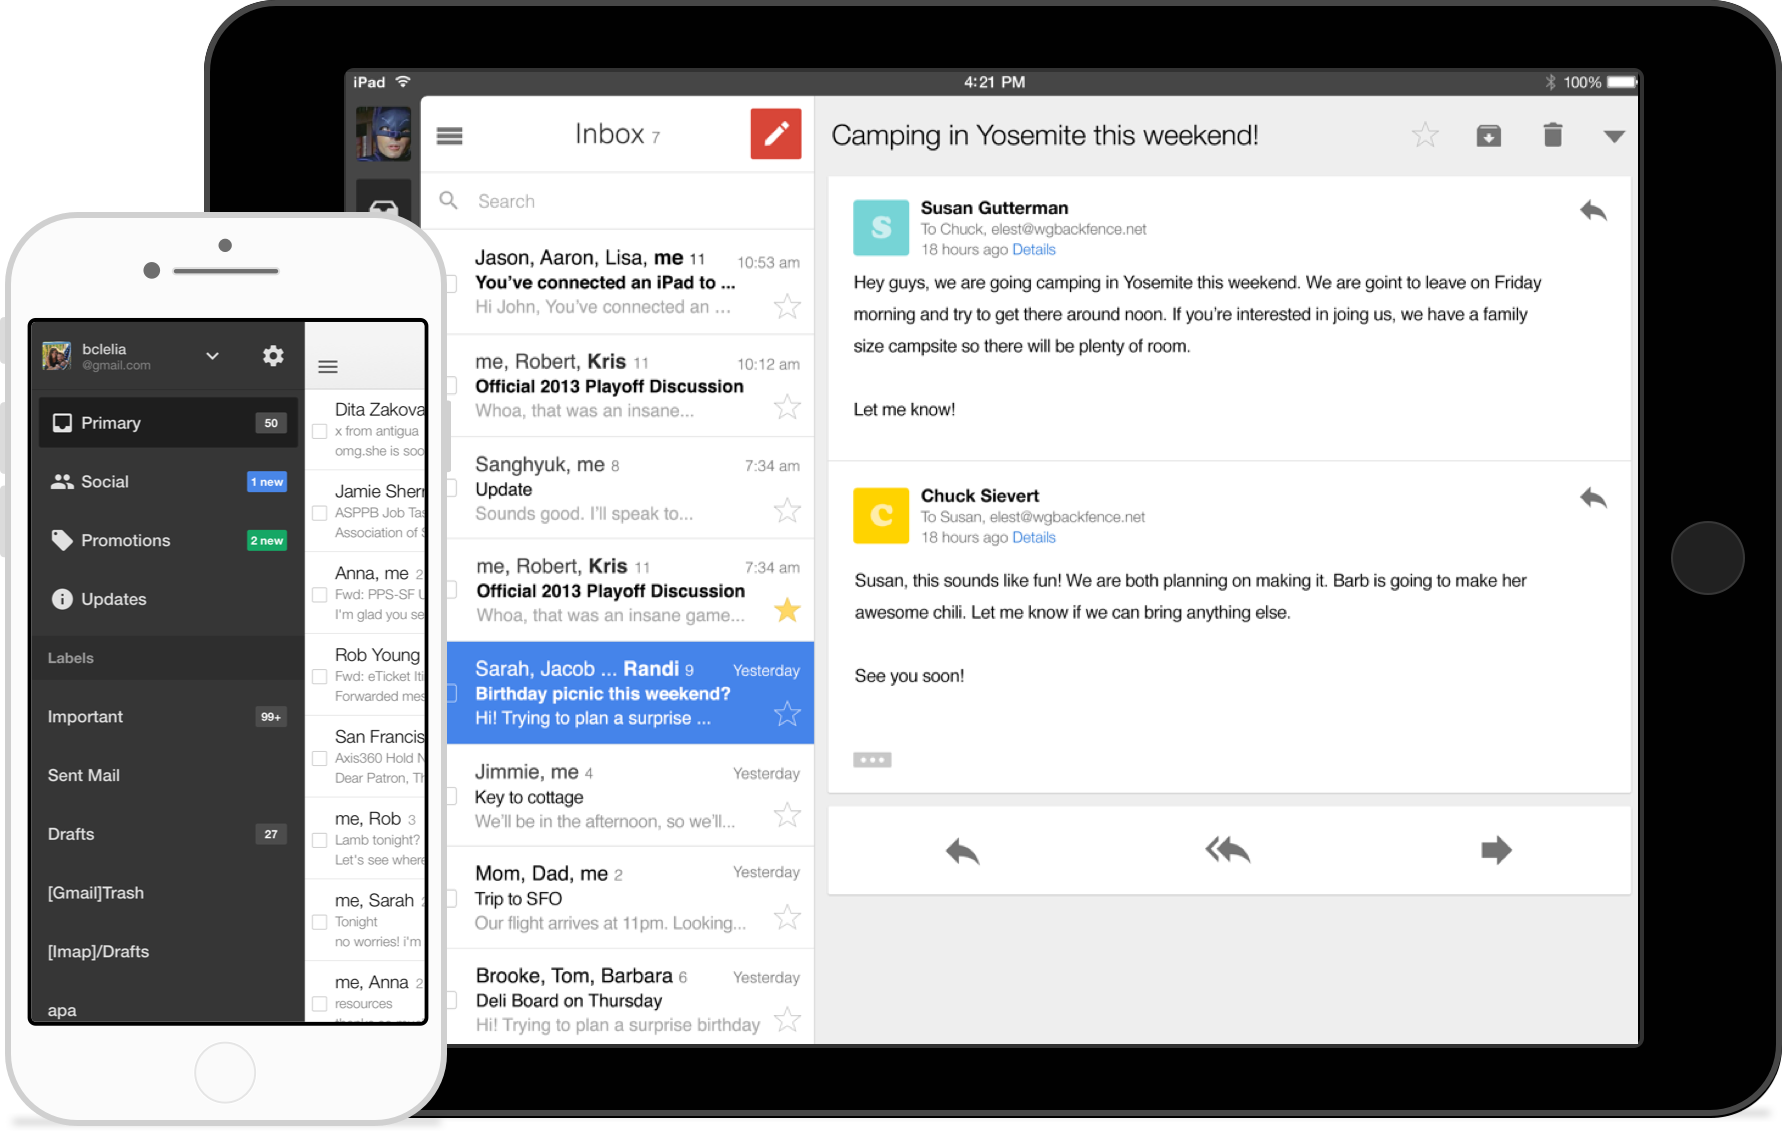 iPad
4:21 PM
100%
Inbox 7
Search
Jason, Aaron, Lisa, me 11
10:53 am
You've connected an iPad to ...
Hi John, You've connected an ...
me, Robert, Kris 11
10:12 am
Official 2013 Playoff Discussion
Whoa, that was an insane...
Sanghyuk, me 8
7:34 am
Update
Sounds good. I'll speak to...
me, Robert, Kris 11
7:34 am
Official 2013 Playoff Discussion
Whoa, that was an insane game...
Sarah, Jacob ... Randi 9
Yesterday
Birthday picnic this weekend?
Hi! Trying to plan a surprise ...
Jimmie, me 4
Yesterday
Key to cottage
We'll be in the afternoon, so we'll...
Mom, Dad, me 2
Yesterday
Trip to SFO
Our flight arrives at 11pm. Looking...
Brooke, Tom, Barbara 6
Yesterday
Deli Board on Thursday
Hi! Trying to plan a surprise birthday
Camping in Yosemite this weekend!
S
Susan Gutterman
To Chuck, elest@wgbackfence.net
18 hours ago Details
Hey guys, we are going camping in Yosemite this weekend. We are goint to leave on Friday
morning and try to get there around noon. If you're interested in joing us, we have a family
size campsite so there will be plenty of room.
Let me know!
C
Chuck Sievert
To Susan, elest@wgbackfence.net
18 hours ago Details
Susan, this sounds like fun! We are both planning on making it. Barb is going to make her
awesome chili. Let me know if we can bring anything else.
See you soon!
bclelia
@gmail.com
Primary 50
Social 1 new
Promotions 2 new
Updates
Labels
Important 99+
Sent Mail
Drafts 27
[Gmail]Trash
[Imap]/Drafts
apa
Dita Zakova
x from antigua
omg.she is soo
Jamie Sherr
ASPPB Job Tas
Association of
Anna, me 2
Fwd: PPS-SF
I'm glad you se
Rob Young
Fwd: eTicket Iti
Forwarded mes
San Francis
Axis360 Hold
Dear Patron, Th
me, Rob 3
Lamb tonight?
Let's see where
me, Sarah
Tonight
no worries! i'm
me, Anna 2
resources